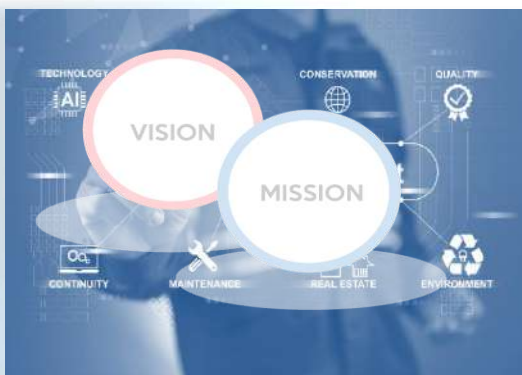 TECHNOLOGY
CONSERVATION
QUALITY
AI
VISION
MISSION
CONTINUITY
MAINTENANCE
REAL ESTATE
ENVIRONMENT